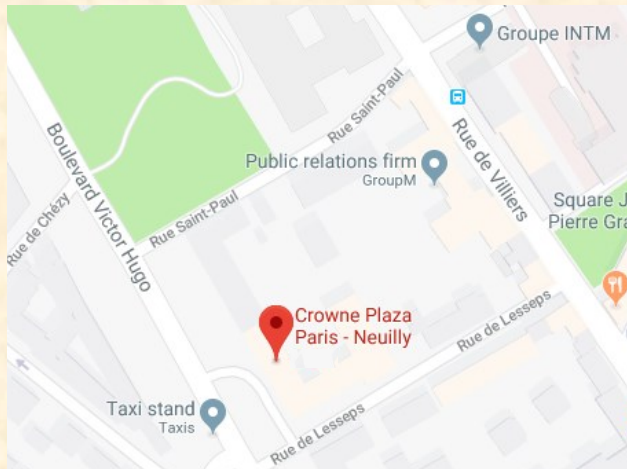 Groupe INTM
Rue Saint-Paul
Boulevard Victor Hugo
Public relations firm
GroupM
Rue de Villiers
Rue de Chézy
Rue Saint-Paul
Square J
Pierre Gra
Crowne Plaza
Paris - Neuilly
Rue de Lesseps
Taxi stand
Taxis
Rue de Lesseps